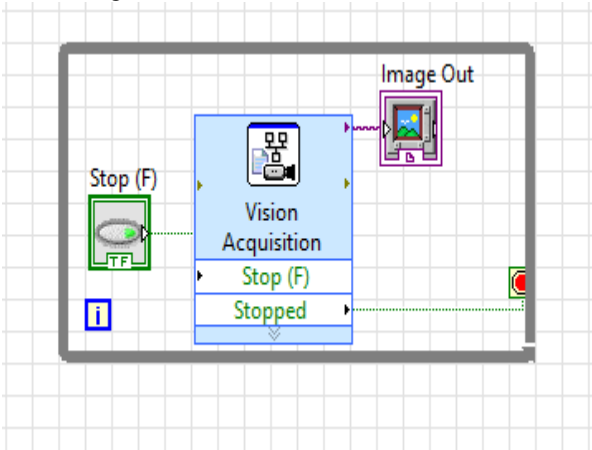 Image Out
Stop (F)
TF
Vision
Acquisition
Stop (F)
Stopped
i